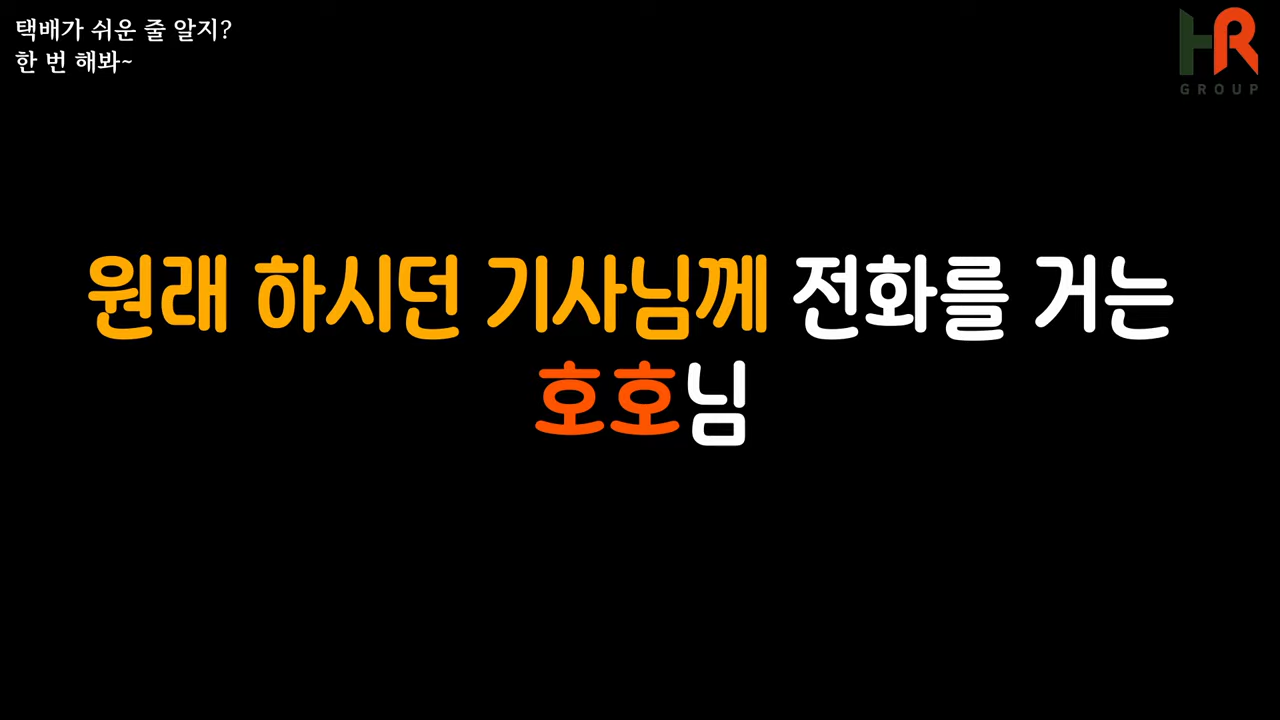 택배가 쉬운 줄 알지?
한 번 해봐~
HR
GROUP
원래 하시던 기사님께 전화를 거는
호호님